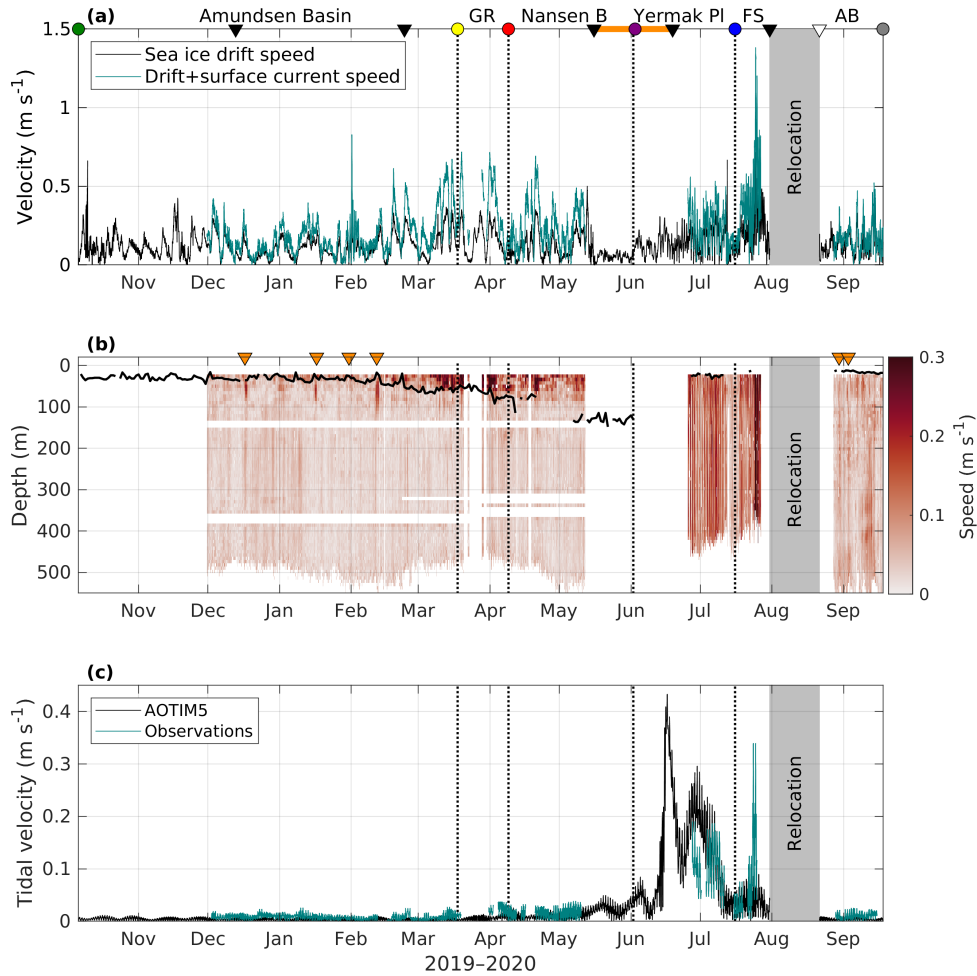 (a)
Amundsen Basin GR Nansen B Yermak Pl FS AB
1.5
1
0.5
0
Velocity (m s⁻¹)
Sea ice drift speed
Drift+surface current speed
Relocation
Nov Dec Jan Feb Mar Apr May Jun Jul Aug Sep
(b)
0
100
200
300
400
500
Depth (m)
Relocation
0.3
0.2
0.1
0
Speed (m s⁻¹)
Nov Dec Jan Feb Mar Apr May Jun Jul Aug Sep
(c)
0.4
0.3
0.2
0.1
0
Tidal velocity (m s⁻¹)
AOTIM5
Observations
Relocation
Nov Dec Jan Feb Mar Apr May Jun Jul Aug Sep
2019–2020